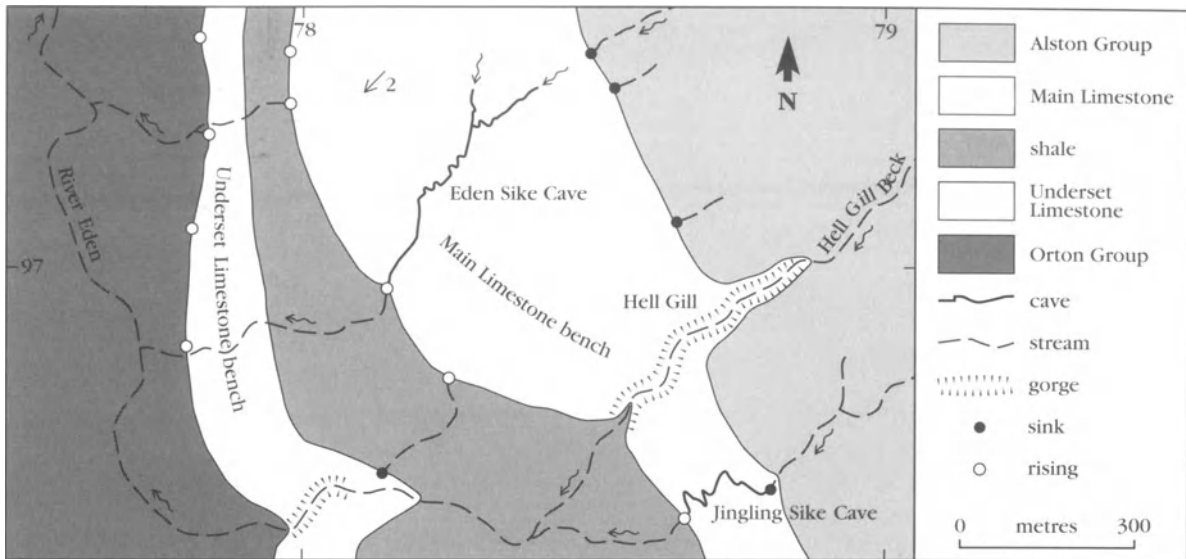 78
79
2
N
Eden Sike Cave
River Eden
Underset Limestone bench
Hell Gill Beck
97
Main Limestone bench
Hell Gill
Jingling Sike Cave
Alston Group
Main Limestone
shale
Underset
Limestone
Orton Group
cave
stream
gorge
sink
rising
0 metres 300